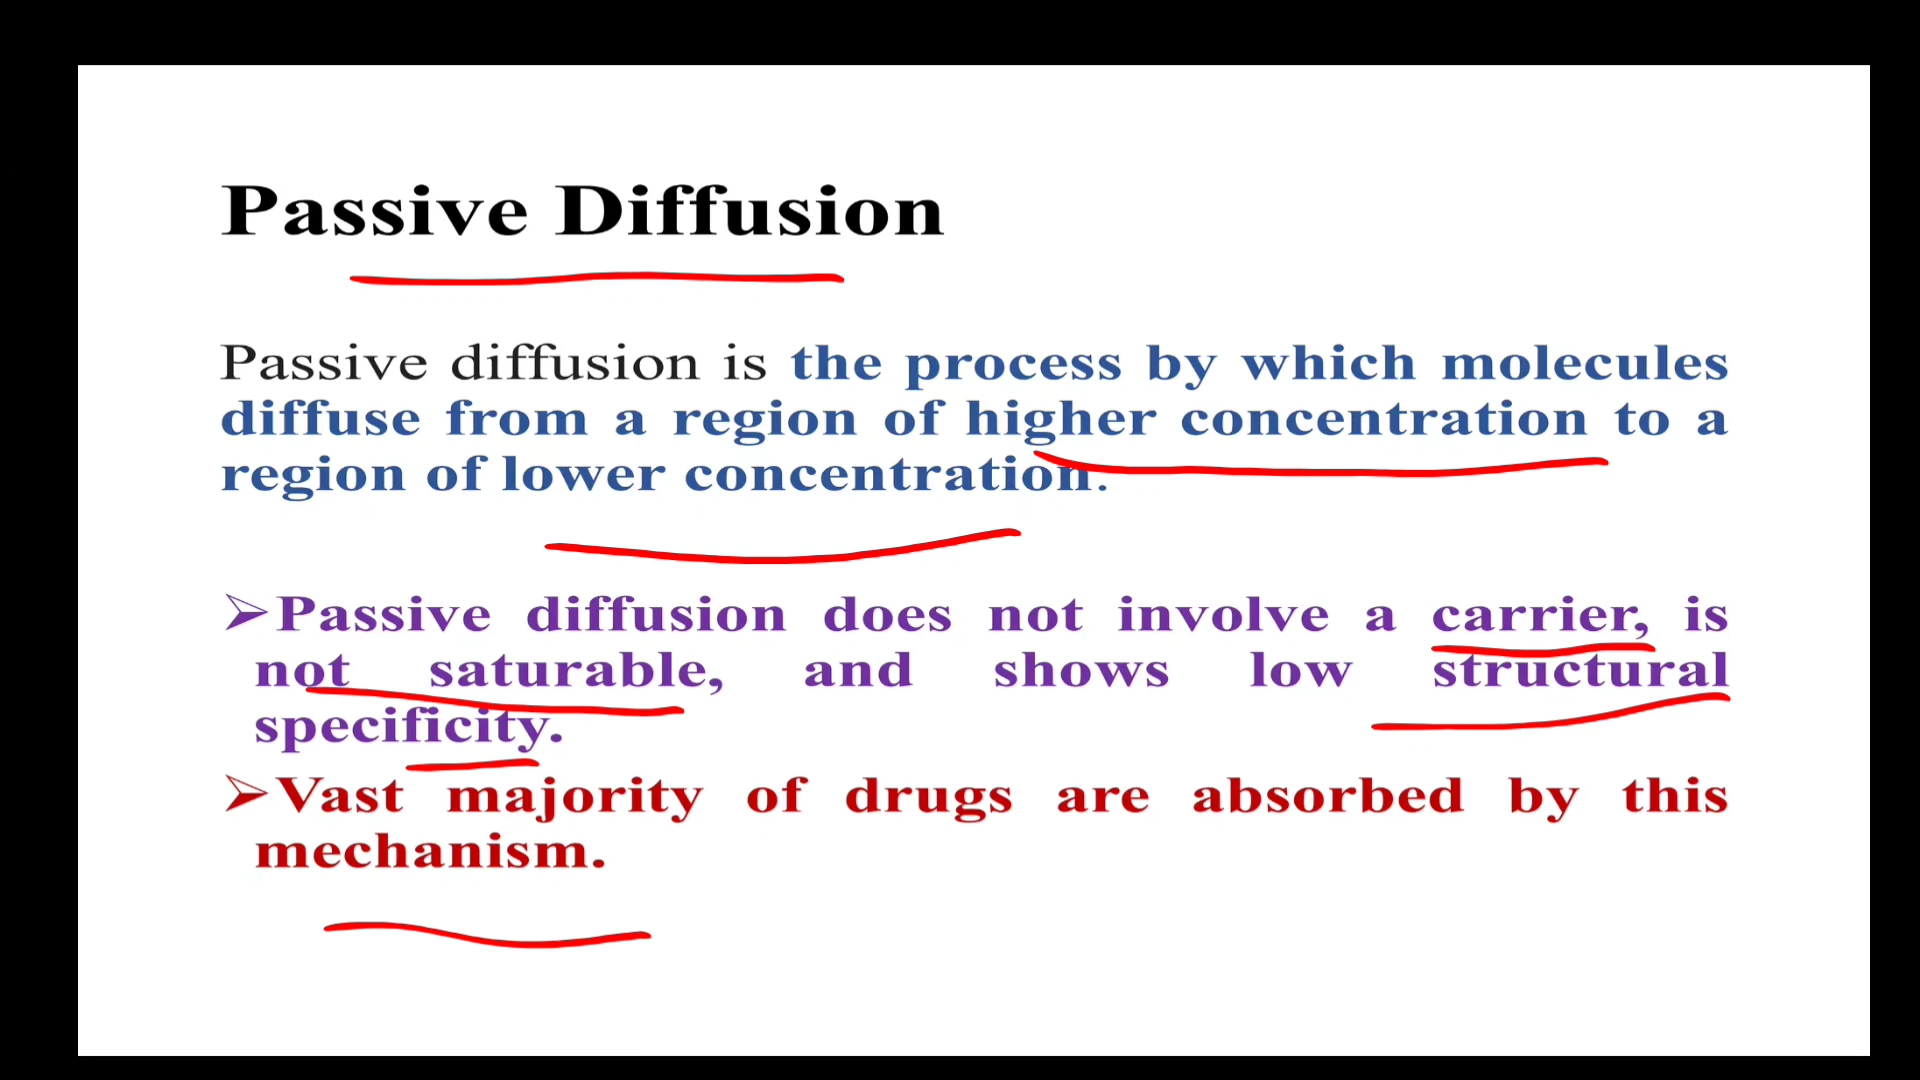 Passive Diffusion
Passive diffusion is the process by which molecules
diffuse from a region of higher concentration to a
region of lower concentration.
➢Passive diffusion does not involve a carrier, is
not saturable, and shows low structural
specificity.
➢Vast majority of drugs are absorbed by this
mechanism.